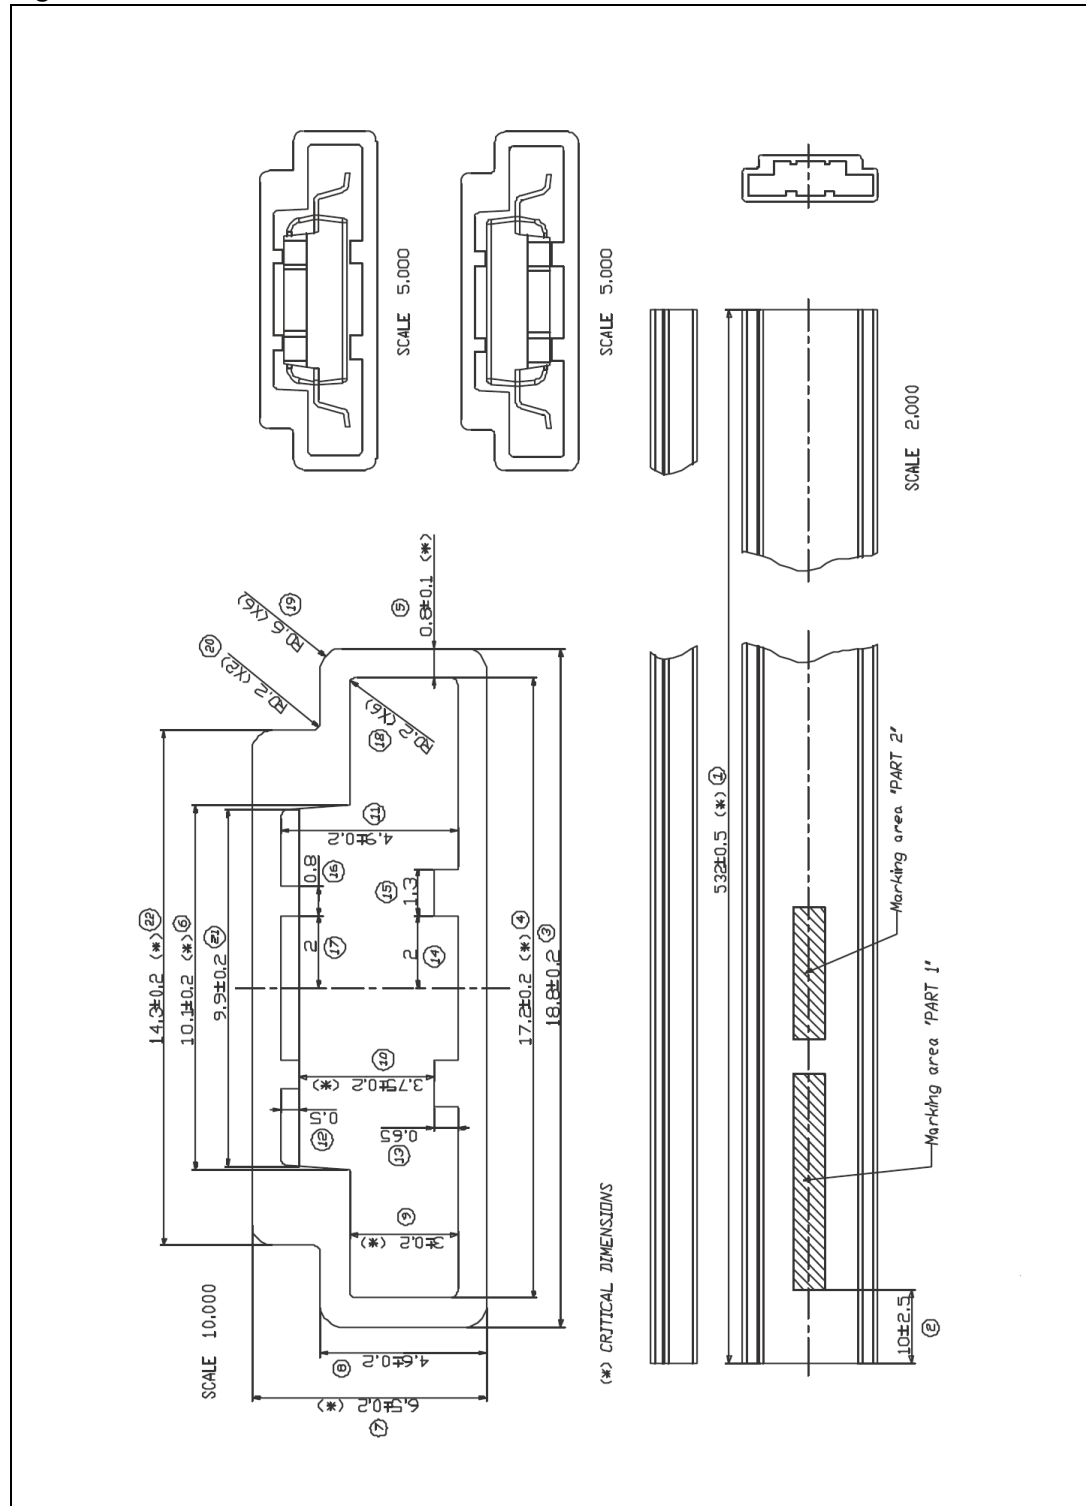 SCALE 5.000
SCALE 5.000
SCALE 2.000
SCALE 10.000
14.3±0.2 (*) 22
10.1±0.2 (*) 6
9.9±0.2 21
R0.2 (X2) 20
R0.6 (X6) 19
R0.2 (X6) 18
0.8±0.1 (*) 5
4.9±0.2 11
0.8 16
1.3 15
2 17
2 14
3.75±0.2 (*) 10
0.5 12
0.65 13
3±0.2 (*) 9
17.2±0.2 (*) 4
18.8±0.2 3
4.6±0.2 8
6.5±0.2 (*) 7
(*) CRITICAL DIMENSIONS
532±0.5 (*) 1
Marking area 'PART 2'
Marking area 'PART 1'
10±2.5 2